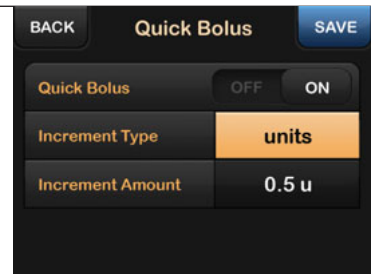 BACK Quick Bolus SAVE
Quick Bolus OFF ON
Increment Type units
Increment Amount 0.5 u